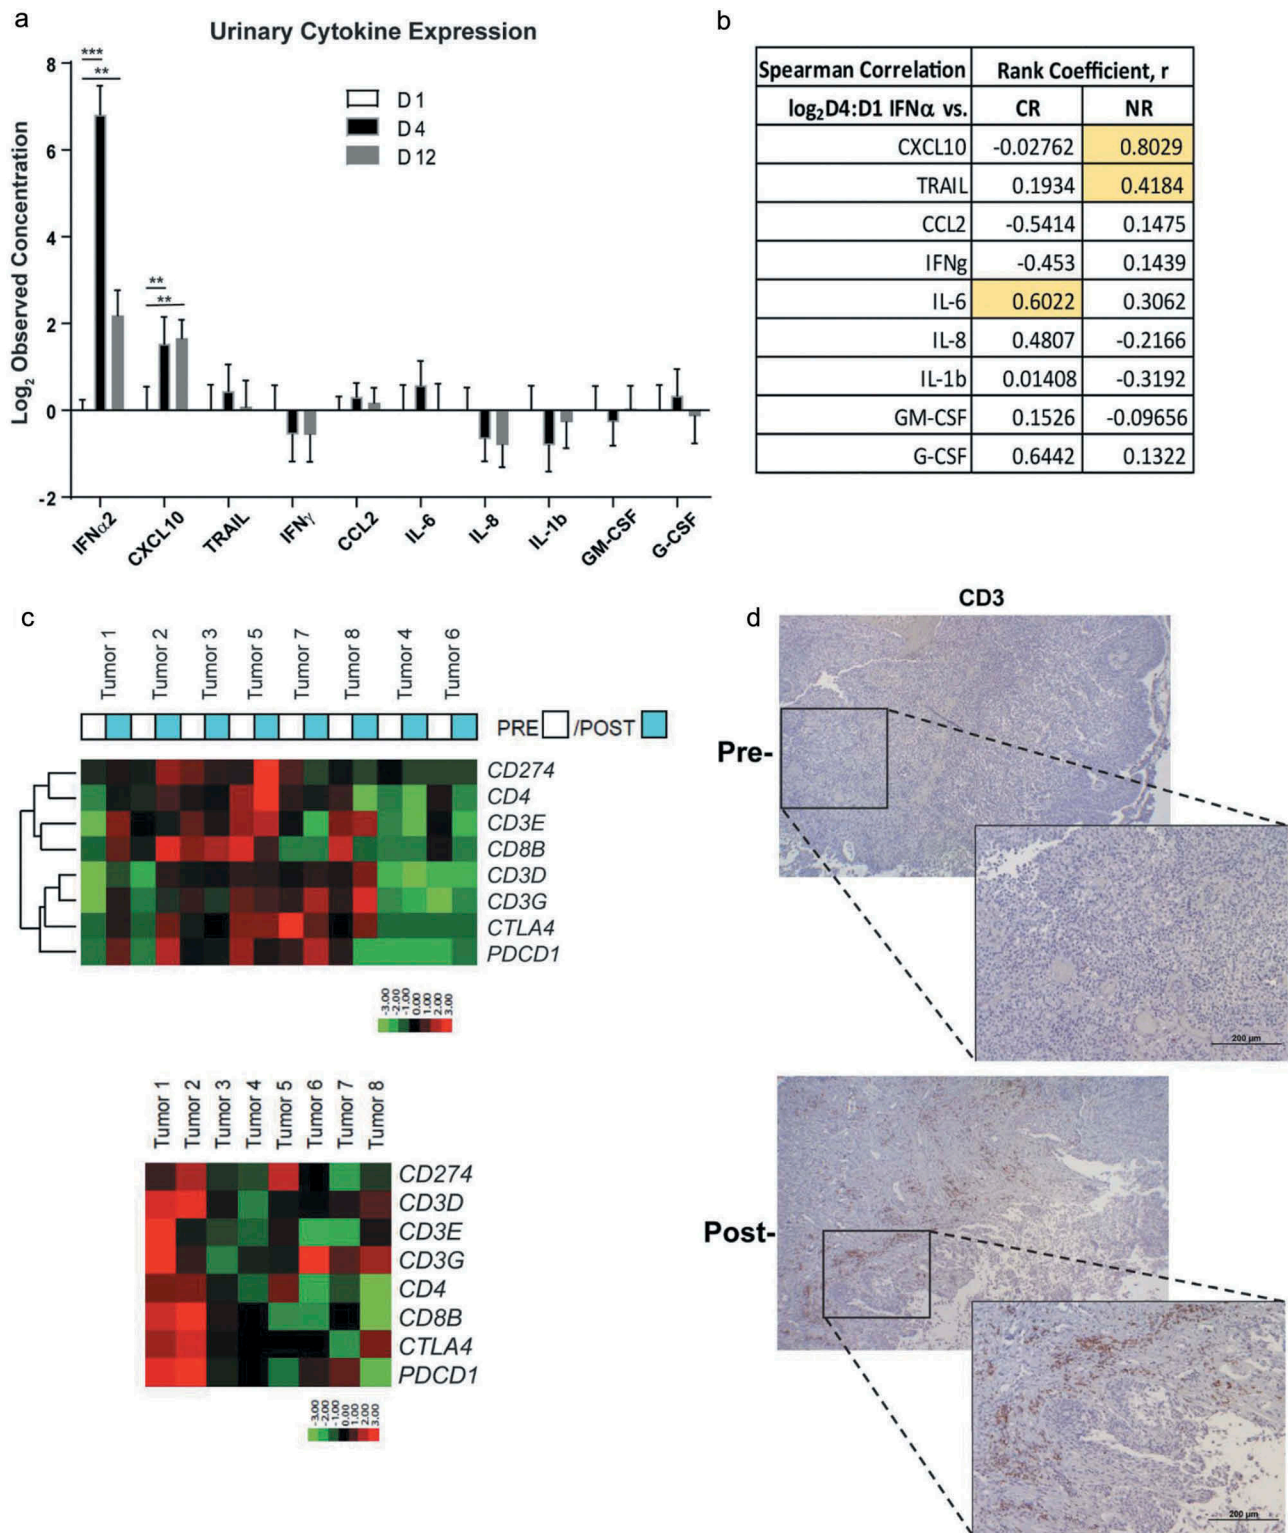 a
Urinary Cytokine Expression
Log2 Observed Concentration
8
6
4
2
0
-2
***
**
**
**
D 1
D 4
D 12
IFNα2
CXCL10
TRAIL
IFNγ
CCL2
IL-6
IL-8
IL-1b
GM-CSF
G-CSF
b
Spearman Correlation Rank Coefficient, r
log2D4:D1 IFNα vs. CR NR
CXCL10 -0.02762 0.8029
TRAIL 0.1934 0.4184
CCL2 -0.5414 0.1475
IFNg -0.453 0.1439
IL-6 0.6022 0.3062
IL-8 0.4807 -0.2166
IL-1b 0.01408 -0.3192
GM-CSF 0.1526 -0.09656
G-CSF 0.6442 0.1322
c
Tumor 1
Tumor 2
Tumor 3
Tumor 5
Tumor 7
Tumor 8
Tumor 4
Tumor 6
PRE /POST
CD274
CD4
CD3E
CD8B
CD3D
CD3G
CTLA4
PDCD1
-3.00
-2.00
-1.00
0.00
1.00
2.00
3.00
Tumor 1
Tumor 2
Tumor 3
Tumor 4
Tumor 5
Tumor 6
Tumor 7
Tumor 8
CD274
CD3D
CD3E
CD3G
CD4
CD8B
CTLA4
PDCD1
-3.00
-2.00
-1.00
0.00
1.00
2.00
3.00
d
CD3
Pre-
200 µm
Post-
200 µm